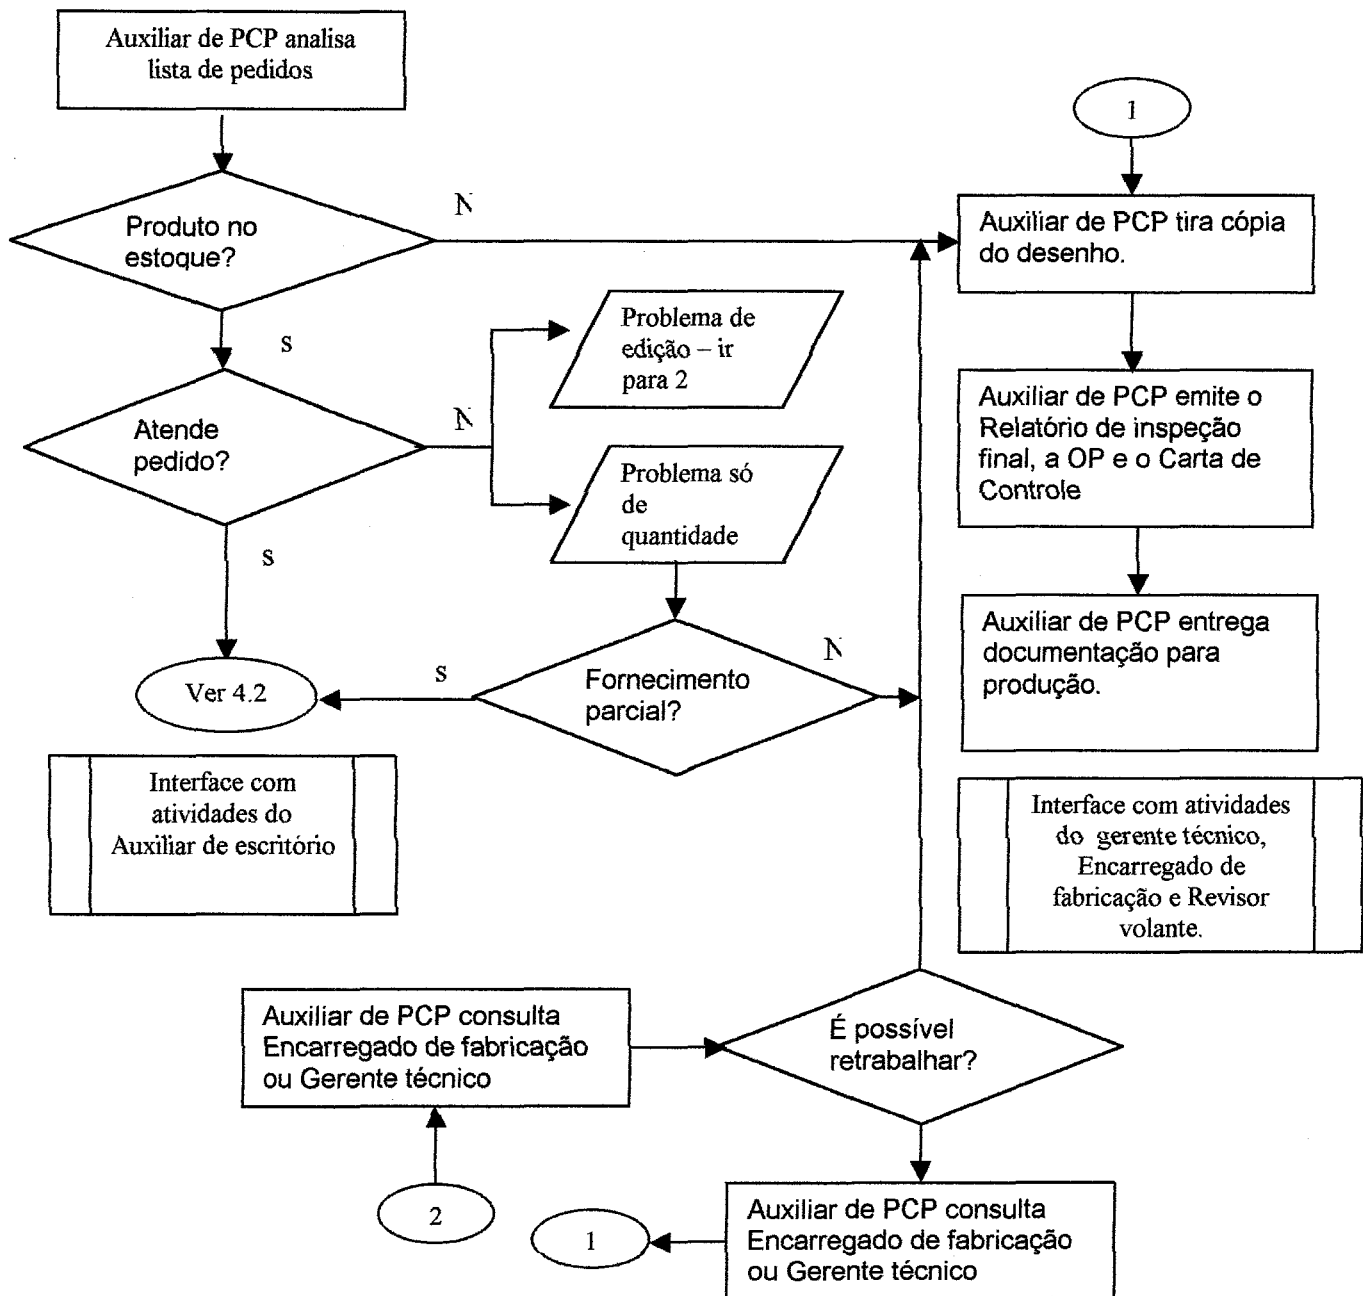 Auxiliar de PCP analisa
lista de pedidos
1
N
Produto no
estoque?
Auxiliar de PCP tira cópia
do desenho.
s
Problema de
edição – ir
para 2
N
Atende
pedido?
Auxiliar de PCP emite o
Relatório de inspeção
final, a OP e o Carta de
Controle
Problema só
de
quantidade
s
Auxiliar de PCP entrega
documentação para
produção.
N
s
Ver 4.2
Fornecimento
parcial?
Interface com
atividades do
Auxiliar de escritório
Interface com atividades
do gerente técnico,
Encarregado de
fabricação e Revisor
volante.
Auxiliar de PCP consulta
Encarregado de fabricação
ou Gerente técnico
É possível
retrabalhar?
2
1
Auxiliar de PCP consulta
Encarregado de fabricação
ou Gerente técnico